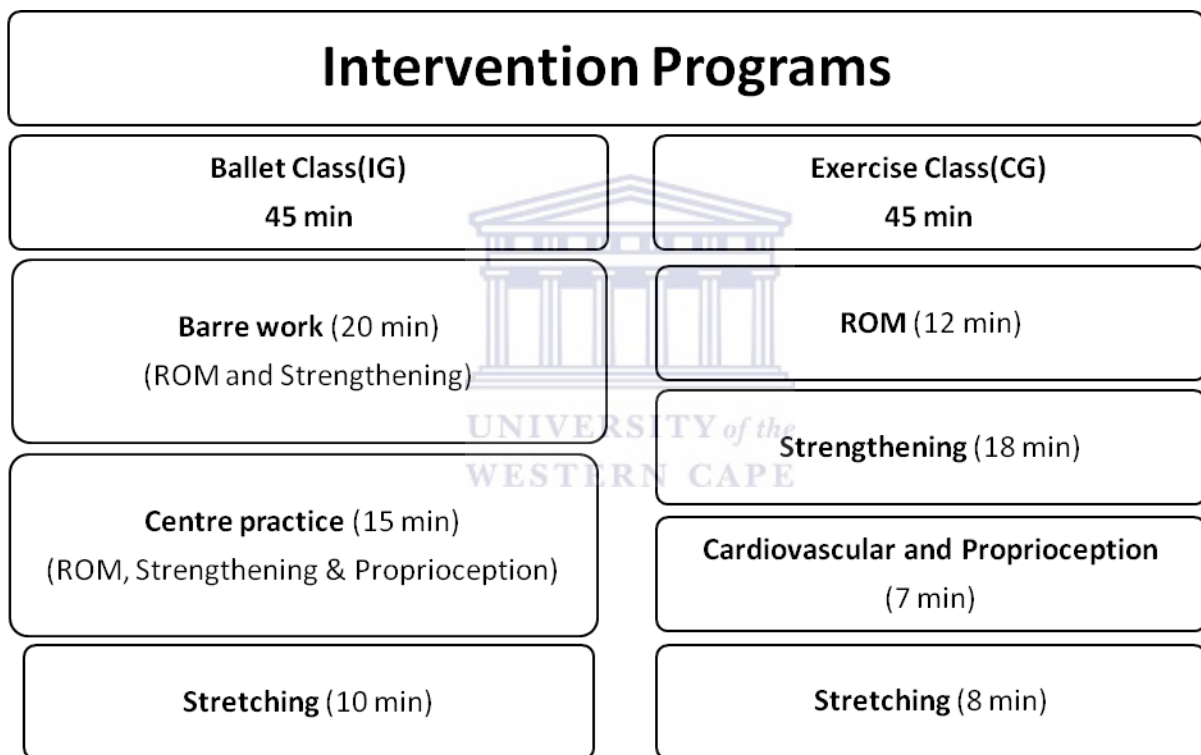 Intervention Programs
Ballet Class(IG)
45 min
Barre work (20 min)
(ROM and Strengthening)
Centre practice (15 min)
(ROM, Strengthening & Proprioception)
Stretching (10 min)
Exercise Class(CG)
45 min
ROM (12 min)
Strengthening (18 min)
Cardiovascular and Proprioception
(7 min)
Stretching (8 min)
UNIVERSITY of the
WESTERN CAPE